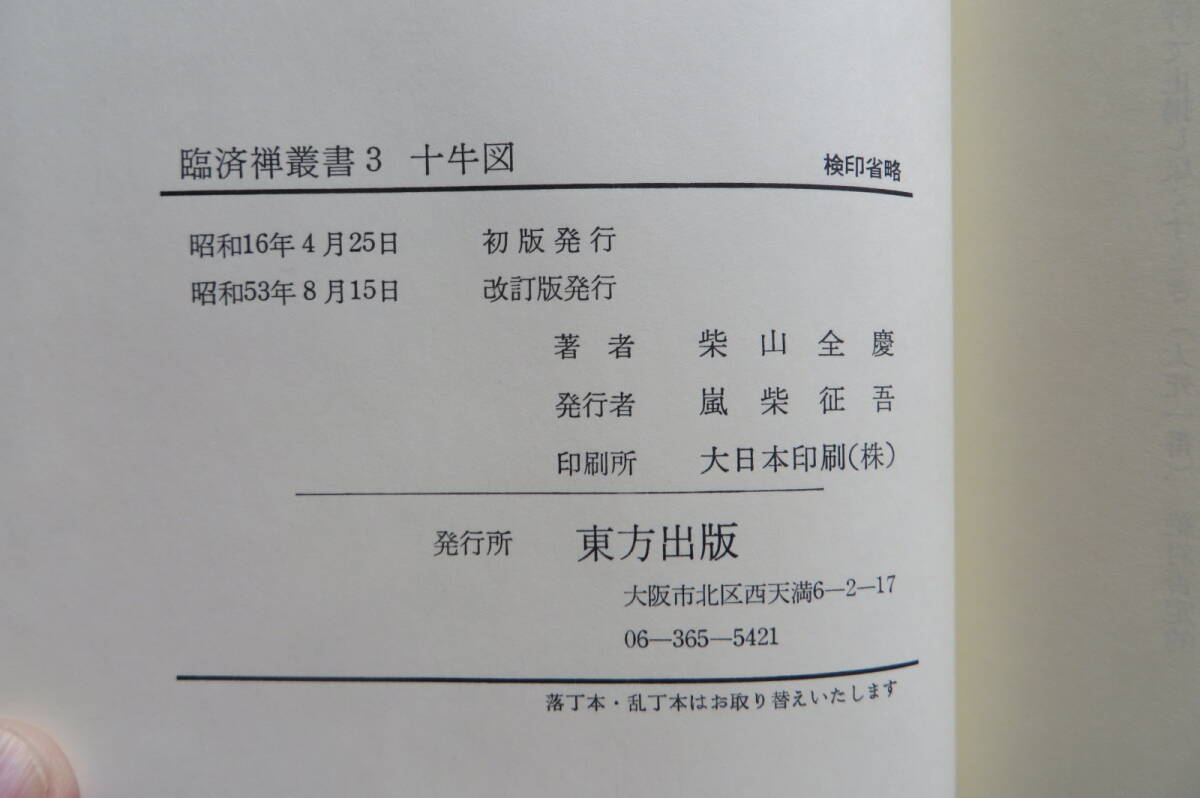 臨済禅叢書3 十牛図 検印省略
昭和16年4月25日 初版発行
昭和53年8月15日 改訂版発行
著者 柴山全慶
発行者 嵐柴征吾
印刷所 大日本印刷(株)
発行所 東方出版
大阪市北区西天満6―2―17
06―365―5421
落丁本・乱丁本はお取り替えいたします